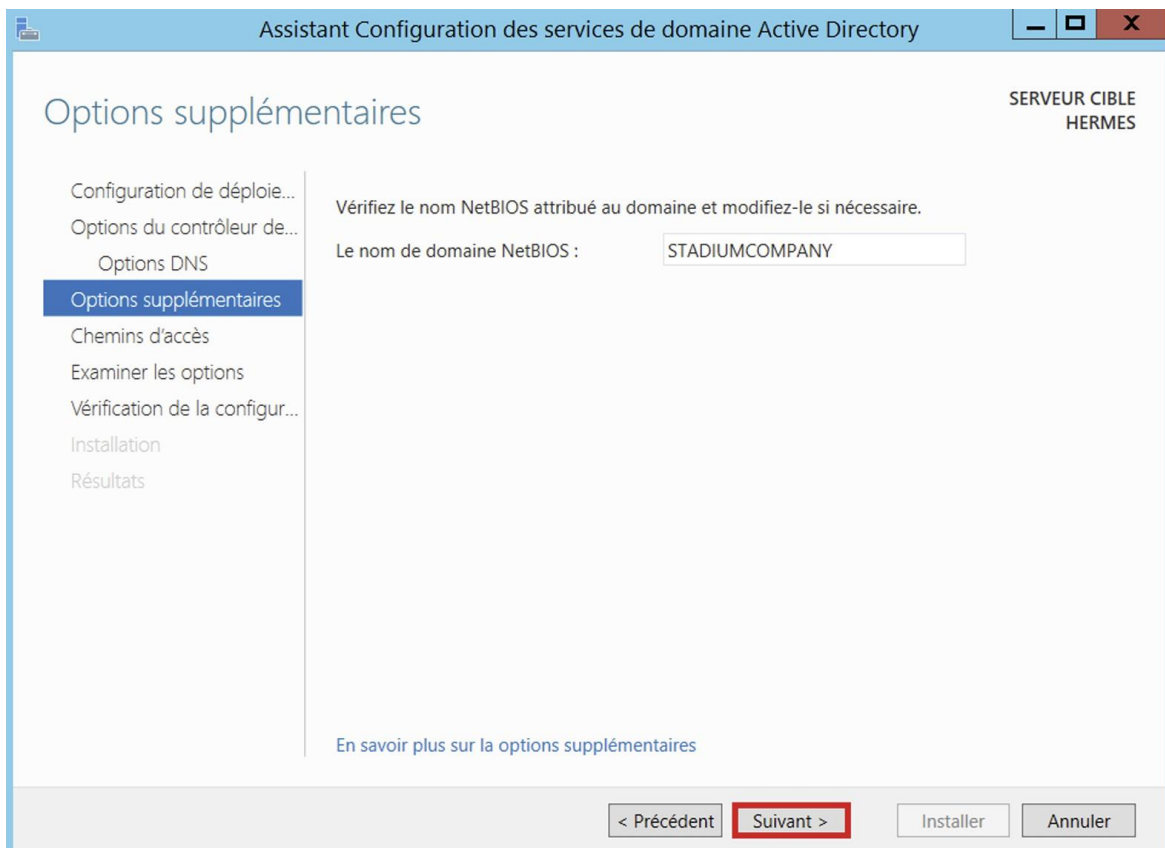 Assistant Configuration des services de domaine Active Directory
X
Options supplémentaires
SERVEUR CIBLE
HERMES
Configuration de déploie...
Options du contrôleur de...
Options DNS
Options supplémentaires
Chemins d'accès
Examiner les options
Vérification de la configur...
Installation
Résultats
Vérifiez le nom NetBIOS attribué au domaine et modifiez-le si nécessaire.
Le nom de domaine NetBIOS : STADIUMCOMPANY
En savoir plus sur la options supplémentaires
< Précédent Suivant > Installer Annuler